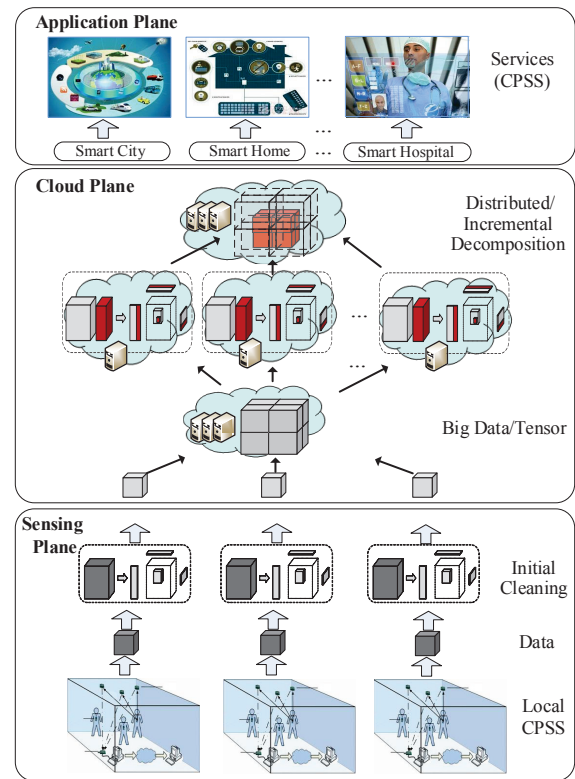 Application Plane
Services
(CPSS)
...
Smart City
Smart Home
...
Smart Hospital
Cloud Plane
Distributed/
Incremental
Decomposition
...
...
Big Data/Tensor
Sensing
Plane
Initial
Cleaning
Data
Local
CPSS